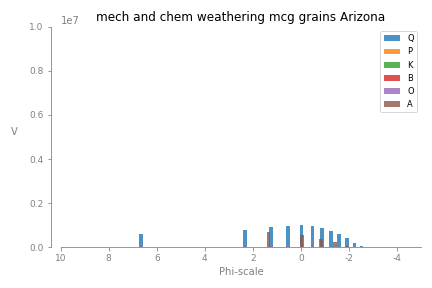 mech and chem weathering mcg grains Arizona
1e7
1.0
0.8
0.6
0.4
0.2
0.0
V
10 8 6 4 2 0 -2 -4
Phi-scale
Q
P
K
B
O
A